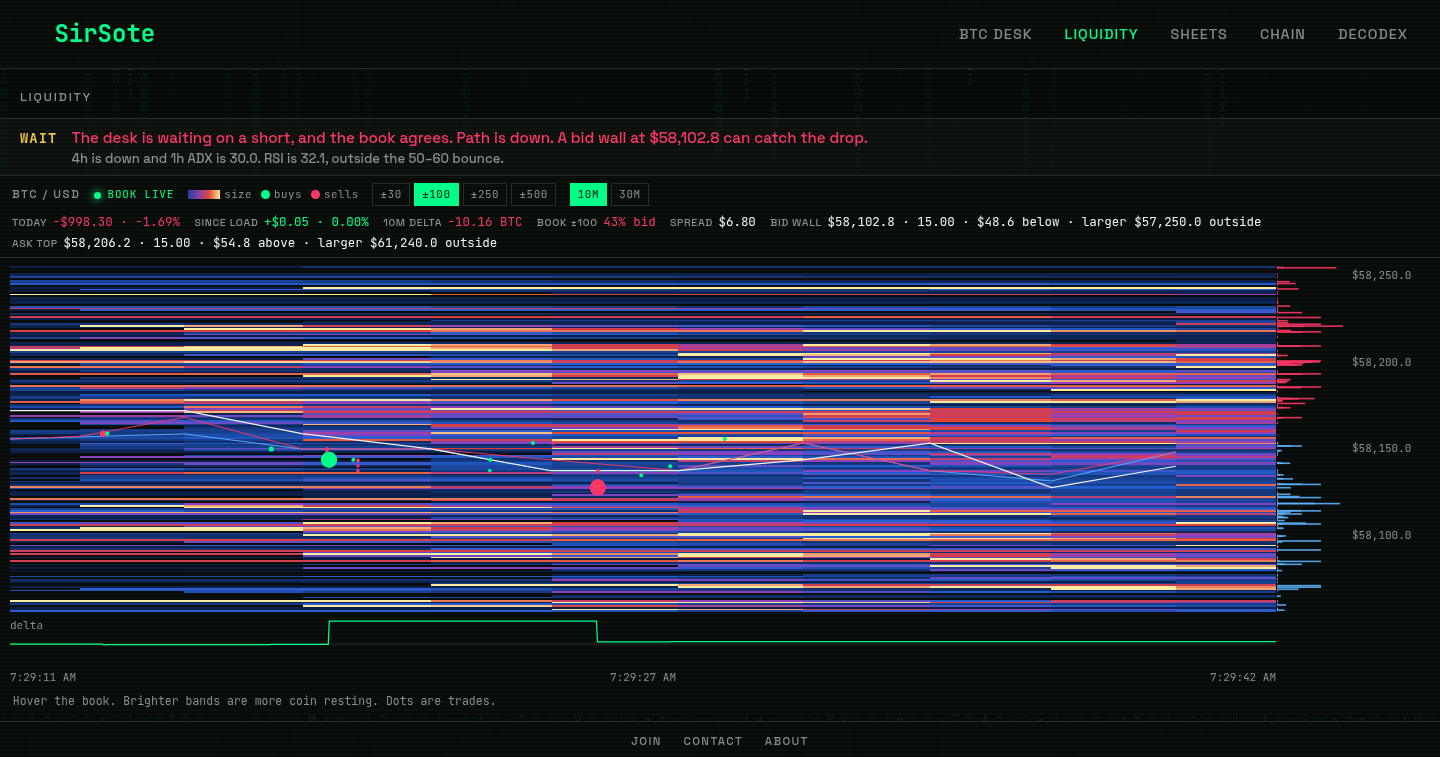 SirSote
BTC DESK LIQUIDITY SHEETS CHAIN DECODEX
LIQUIDITY
WAIT The desk is waiting on a short, and the book agrees. Path is down. A bid wall at $58,102.8 can catch the drop.
4h is down and 1h ADX is 30.0. RSI is 32.1, outside the 50–60 bounce.
BTC / USD BOOK LIVE size buys sells ±30 ±100 ±250 ±500 10M 30M
TODAY -$998.30 · -1.69% SINCE LOAD +$0.05 · 0.00% 10M DELTA -10.16 BTC BOOK ±100 43% bid SPREAD $6.80 BID WALL $58,102.8 · 15.00 · $48.6 below · larger $57,250.0 outside
ASK TOP $58,206.2 · 15.00 · $54.8 above · larger $61,240.0 outside
$58,250.0
$58,200.0
$58,150.0
$58,100.0
delta
7:29:11 AM 7:29:27 AM 7:29:42 AM
Hover the book. Brighter bands are more coin resting. Dots are trades.
JOIN CONTACT ABOUT